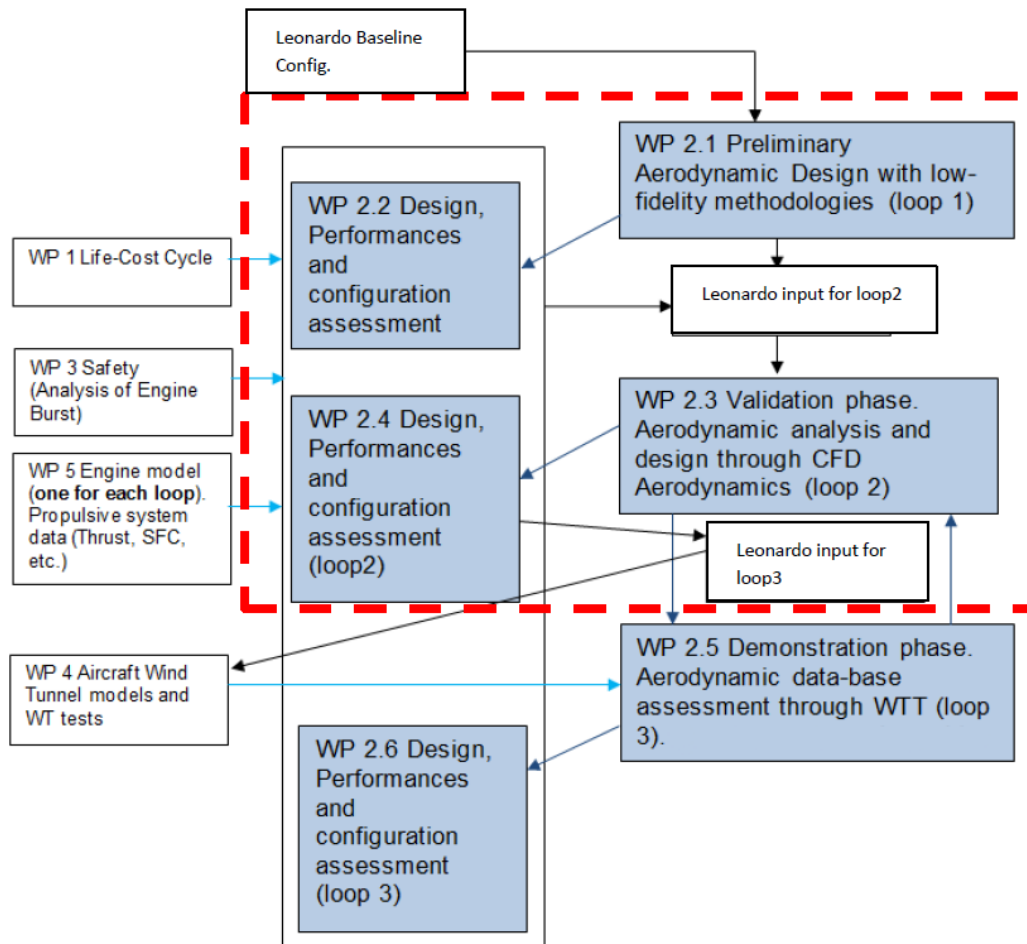 Leonardo Baseline
Config.
WP 2.1 Preliminary
Aerodynamic Design with low-
fidelity methodologies (loop 1)
WP 2.2 Design,
Performances
and
configuration
assessment
WP 1 Life-Cost Cycle
Leonardo input for loop2
WP 3 Safety
(Analysis of Engine
Burst)
WP 2.3 Validation phase.
Aerodynamic analysis and
design through CFD
Aerodynamics (loop 2)
WP 2.4 Design,
Performances
and
configuration
assessment
(loop2)
WP 5 Engine model
(one for each loop).
Propulsive system
data (Thrust, SFC,
etc.)
Leonardo input for
loop3
WP 4 Aircraft Wind
Tunnel models and
WT tests
WP 2.5 Demonstration phase.
Aerodynamic data-base
assessment through WTT (loop
3).
WP 2.6 Design,
Performances
and
configuration
assessment
(loop 3)